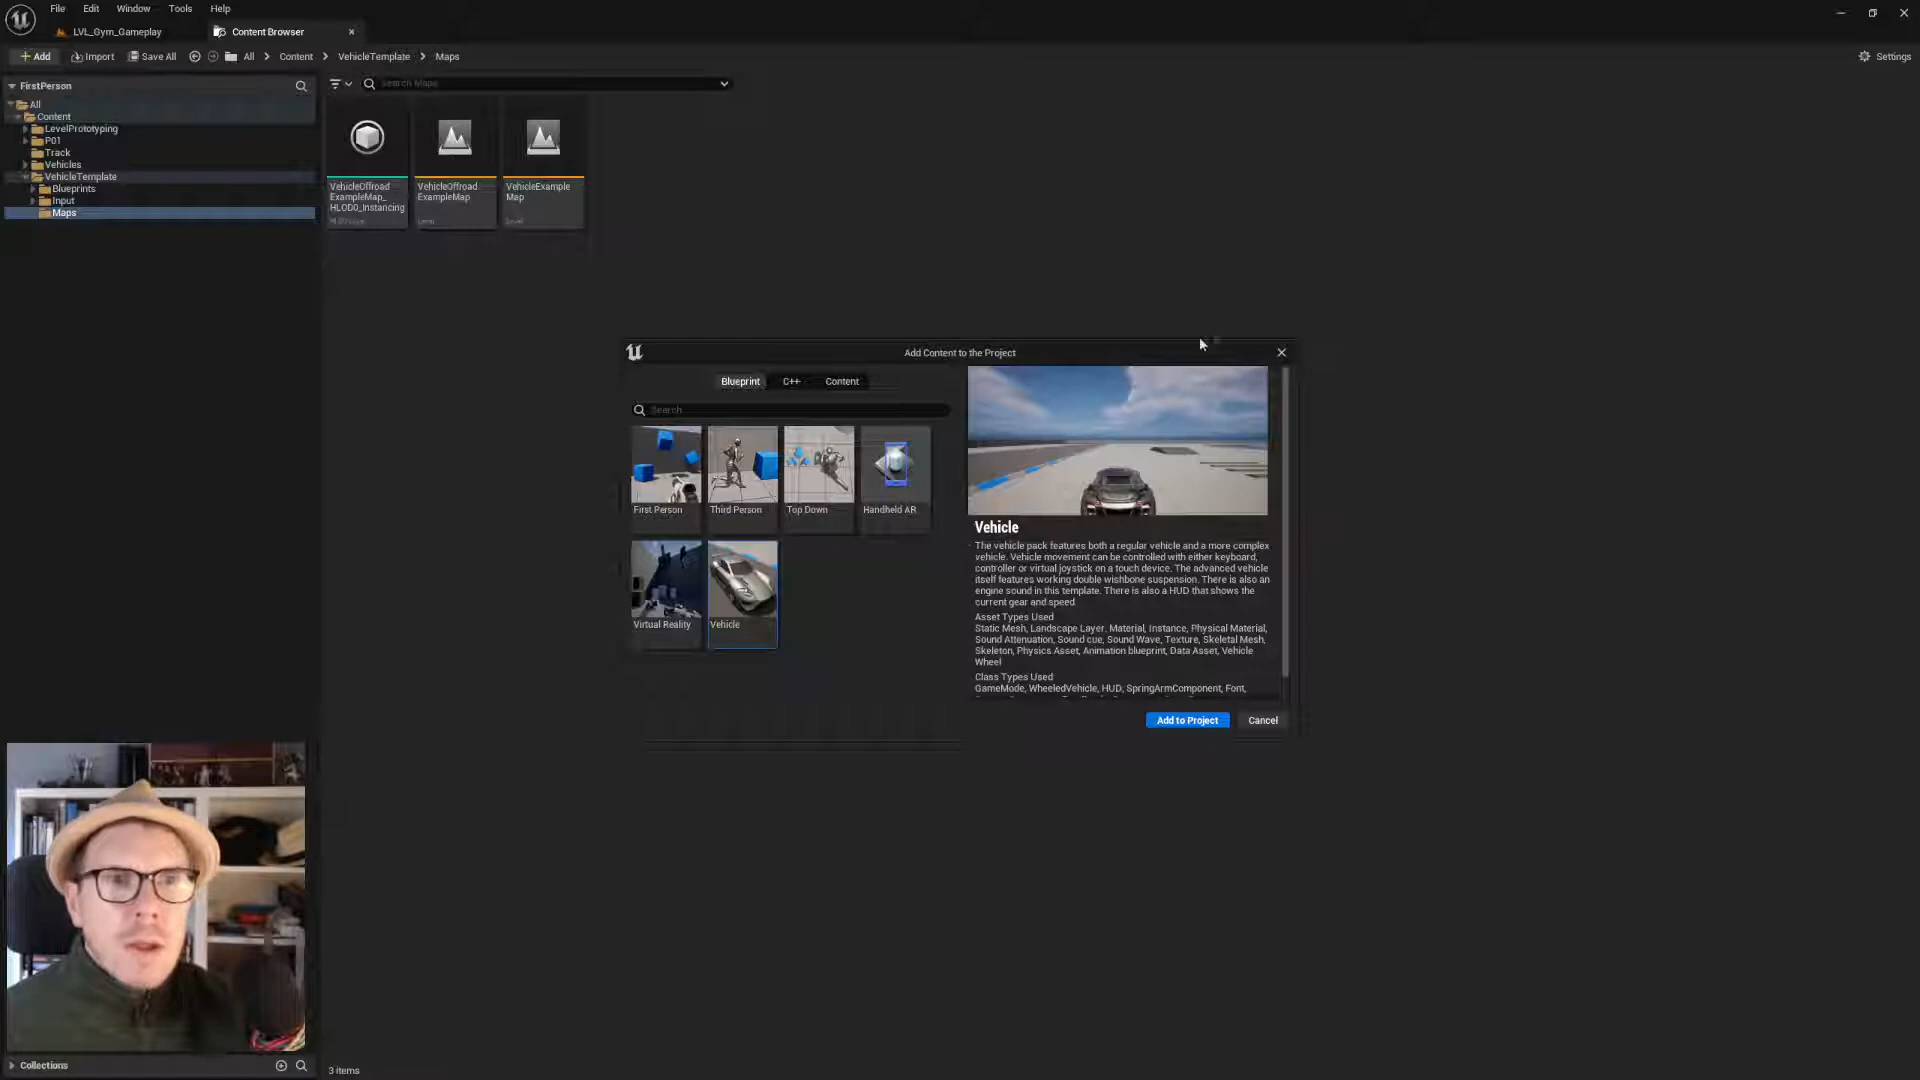 File Edit Window Tools Help
LVL_Gym_Gameplay Content Browser
Add Import Save All All Content VehicleTemplate Maps Settings
FirstPerson
Search Maps
All
Content
LevelPrototyping
P01
Track
Vehicles
VehicleTemplate
Blueprints
Input
Maps
VehicleOffroad
ExampleMap_
HLOD0_Instancing
VehicleOffroad
ExampleMap
Level
VehicleExample
Map
Level
Add Content to the Project
Blueprint C++ Content
Search
First Person Third Person Top Down Handheld AR
Virtual Reality Vehicle
Vehicle
The vehicle pack features both a regular vehicle and a more complex
vehicle. Vehicle movement can be controlled with either keyboard,
controller or virtual joystick on a touch device. The advanced vehicle
itself features working double wishbone suspension. There is also an
engine sound in this template. There is also a HUD that shows the
current gear and speed.
Asset Types Used
Static Mesh, Landscape Layer, Material, Instance, Physical Material,
Sound Attenuation, Sound cue, Sound Wave, Texture, Skeletal Mesh,
Skeleton, Physics Asset, Animation blueprint, Data Asset, Vehicle
Wheel
Class Types Used
GameMode, WheeledVehicle, HUD, SpringArmComponent, Font,
Add to Project Cancel
Collections
3 items